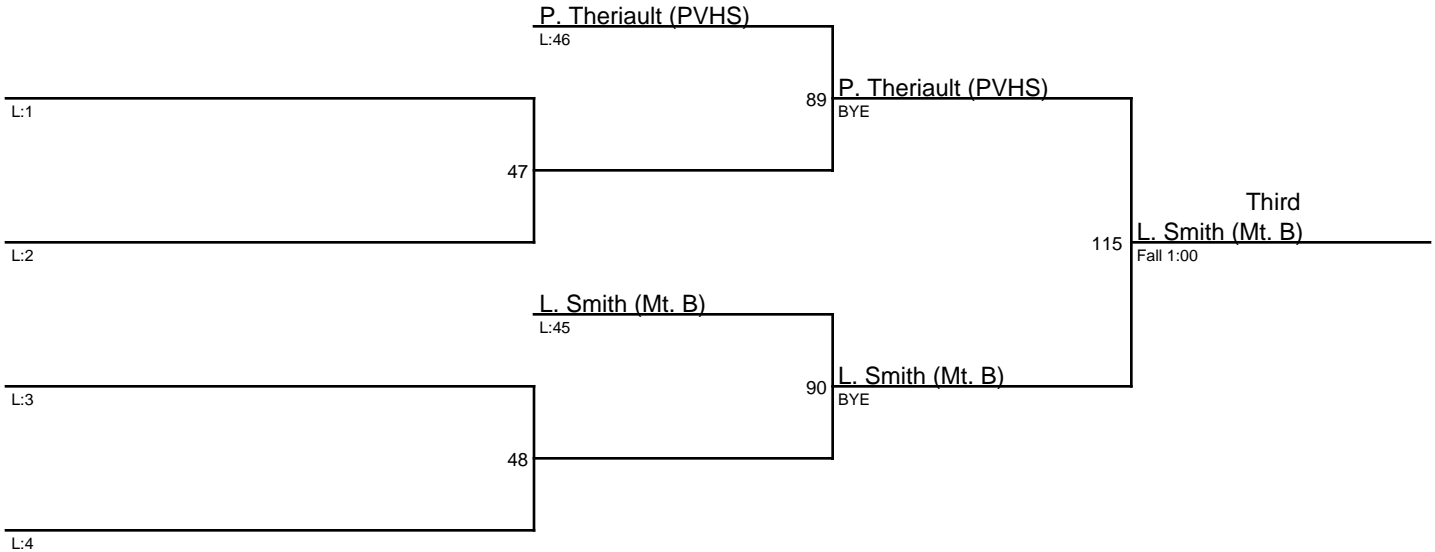 P. Theriault (PVHS)
L:46
89
P. Theriault (PVHS)
BYE
L:1
47
Third
L:2
115
L. Smith (Mt. B)
Fall 1:00
L. Smith (Mt. B)
L:45
90
L. Smith (Mt. B)
BYE
L:3
48
L:4